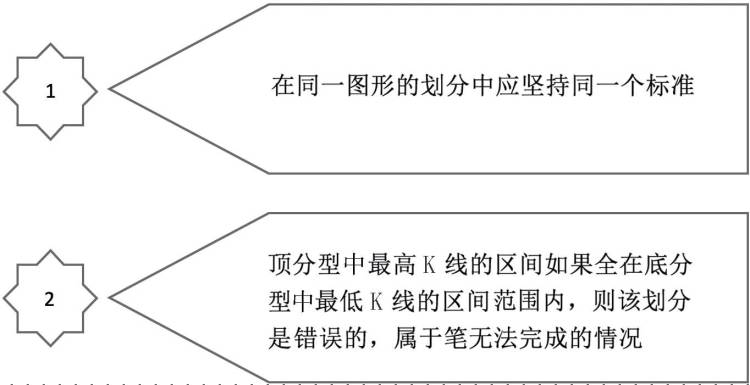 1
在同一图形的划分中应坚持同一个标准
2
顶分型中最高 K 线的区间如果全在底分
型中最低 K 线的区间范围内，则该划分
是错误的，属于笔无法完成的情况